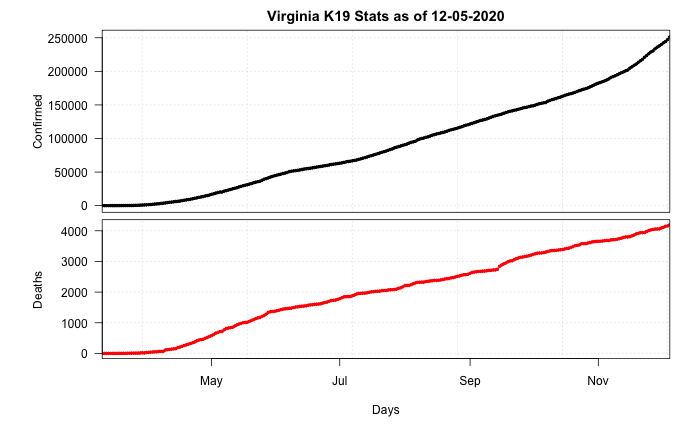 Virginia K19 Stats as of 12-05-2020
250000
200000
150000
100000
50000
0
Confirmed
4000
3000
2000
1000
0
Deaths
May Jul Sep Nov
Days